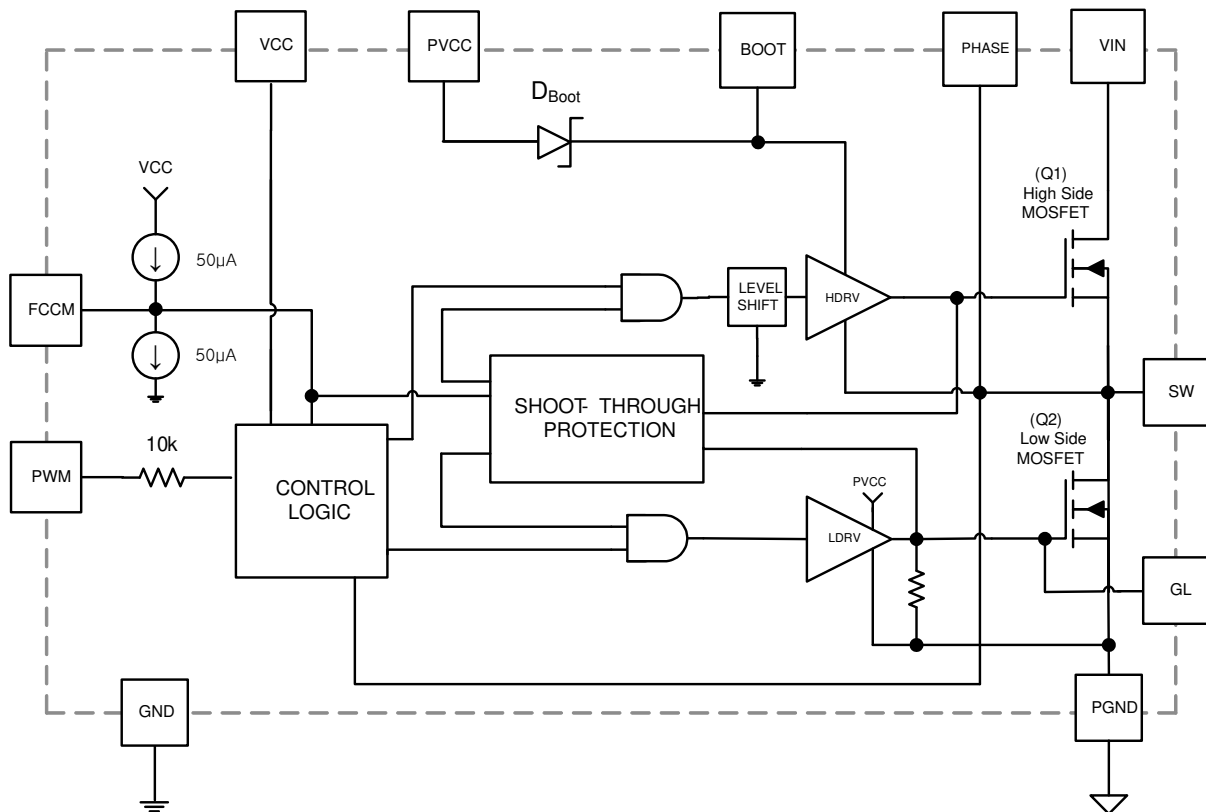 VCC
PVCC
BOOT
PHASE
VIN
DBoot
VCC
50µA
FCCM
50µA
(Q1)
High Side
MOSFET
LEVEL
SHIFT
HDRV
SW
SHOOT- THROUGH
PROTECTION
PWM
10k
CONTROL
LOGIC
(Q2)
Low Side
MOSFET
PVCC
LDRV
GL
GND
PGND